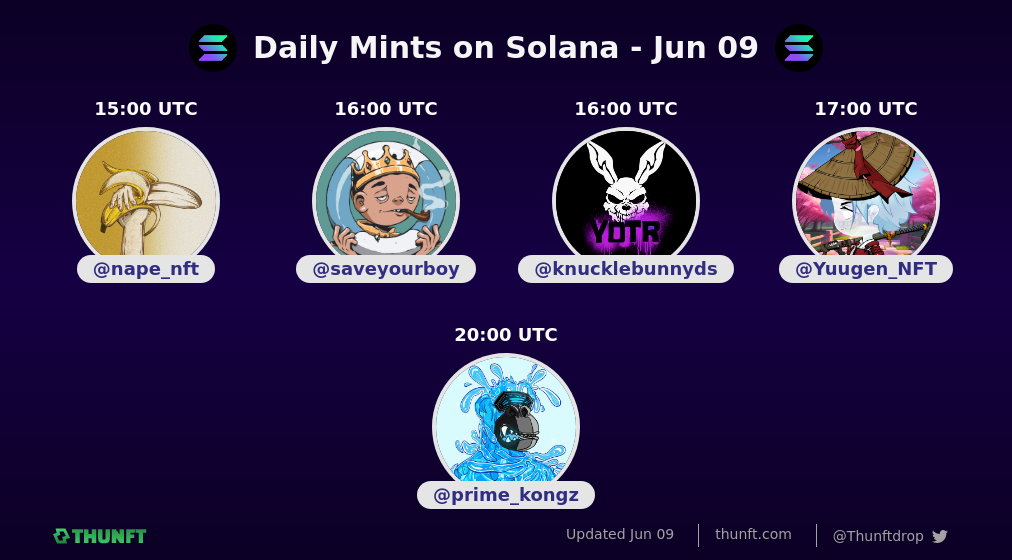 Daily Mints on Solana - Jun 09
15:00 UTC
16:00 UTC
16:00 UTC
17:00 UTC
YOTR
@nape_nft
@saveyourboy
@knucklebunnyds
@Yuugen_NFT
20:00 UTC
@prime_kongz
THUNFT
Updated Jun 09
thunft.com
@Thunftdrop